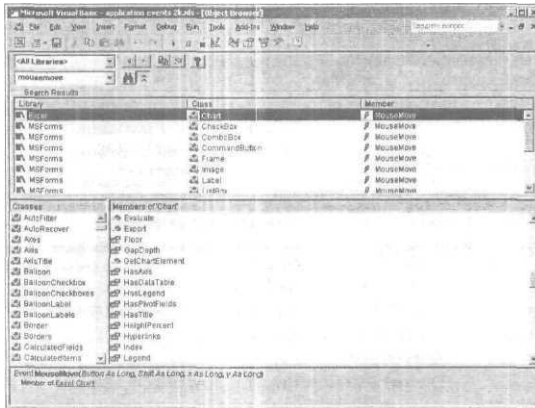 Microsoft Visual Basic - application events 2k.xls - [Object Browser]
File Edit View Insert Format Debug Run Tools Add-Ins Window Help
<All Libraries>
mousemove
Search Results
Library Class Member
Excel Chart MouseMove
MSForms CheckBox MouseMove
MSForms ComboBox MouseMove
MSForms CommandButton MouseMove
MSForms Frame MouseMove
MSForms Image MouseMove
MSForms Label MouseMove
MSForms ListBox MouseMove
Classes Members of 'Chart'
AutoFilter Evaluate
AutoRecover Export
Axes Floor
Axis GapDepth
AxisTitle GetChartElement
Balloon HasAxis
BalloonCheckbox HasDataTable
BalloonCheckboxes HasLegend
BalloonLabel HasPivotFields
BalloonLabels HasTitle
Border HeightPercent
Borders Hyperlinks
CalculatedFields Index
CalculatedItems Legend
Event MouseMove(Button As Long, Shift As Long, x As Long, y As Long)
Member of Excel.Chart